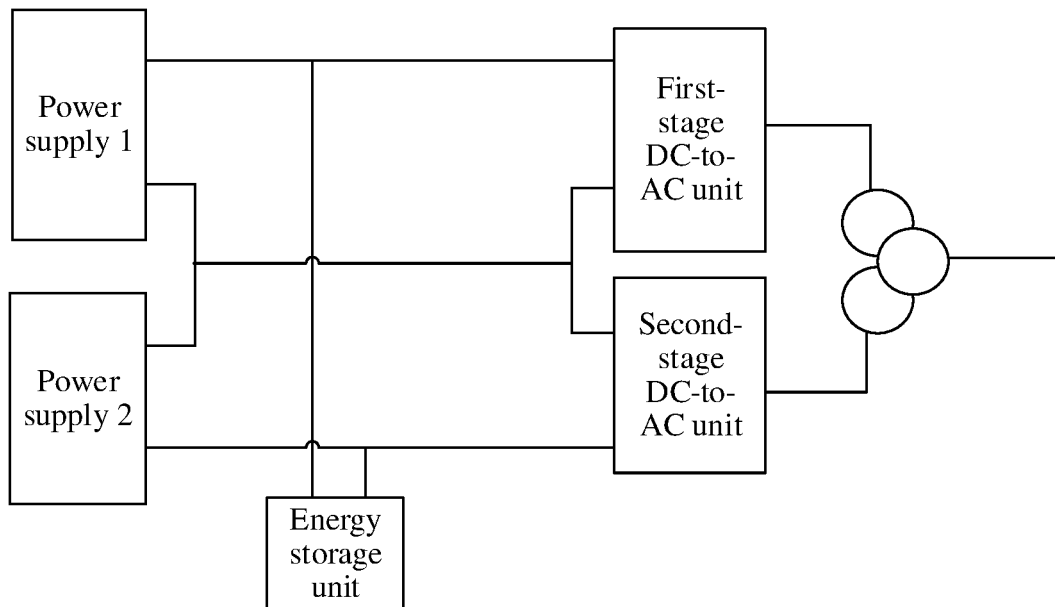 Power
supply 1
First-
stage
DC-to-
AC unit
Power
supply 2
Second-
stage
DC-to-
AC unit
Energy
storage
unit